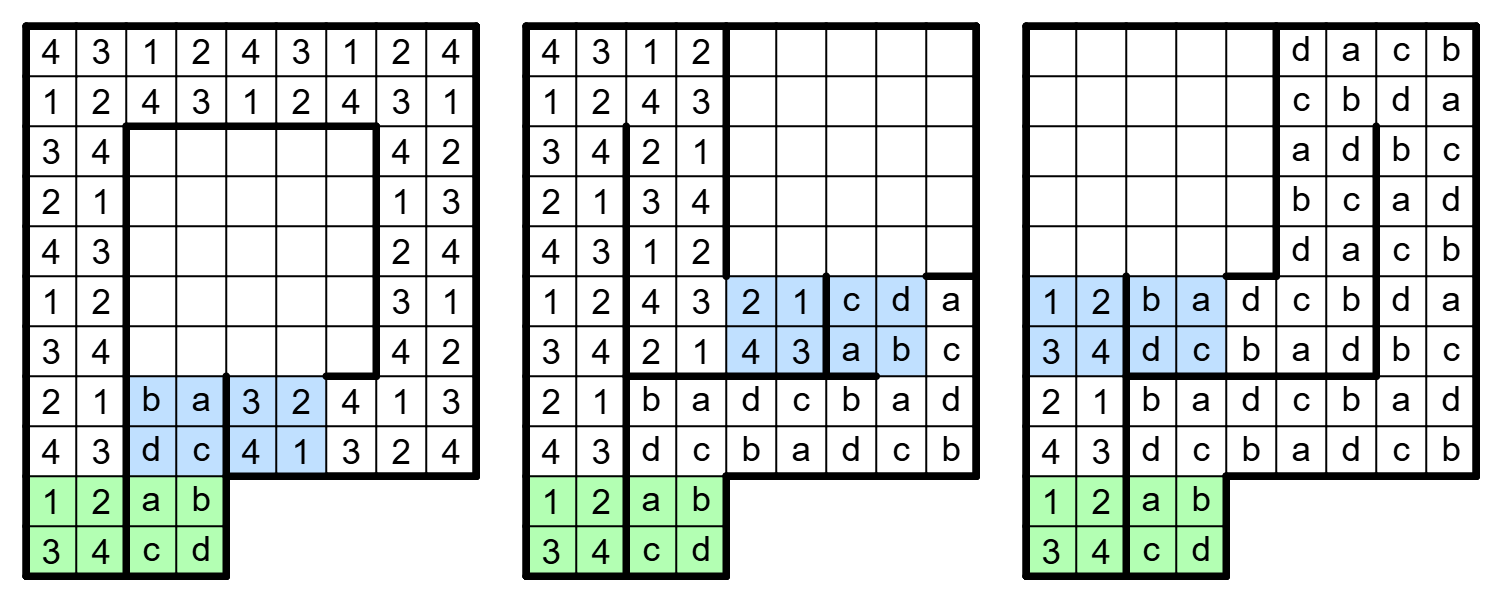 4 3 1 2 4 3 1 2 4
1 2 4 3 1 2 4 3 1
3 4 4 2
2 1 1 3
4 3 2 4
1 2 3 1
3 4 4 2
2 1 b a 3 2 4 1 3
4 3 d c 4 1 3 2 4
1 2 a b
3 4 c d
4 3 1 2
1 2 4 3
3 4 2 1
2 1 3 4
4 3 1 2
1 2 4 3 2 1 c d a
3 4 2 1 4 3 a b c
2 1 b a d c b a d
4 3 d c b a d c b
1 2 a b
3 4 c d
d a c b
c b d a
a d b c
b c a d
d a c b
1 2 b a d c b d a
3 4 d c b a d b c
2 1 b a d c b a d
4 3 d c b a d c b
1 2 a b
3 4 c d